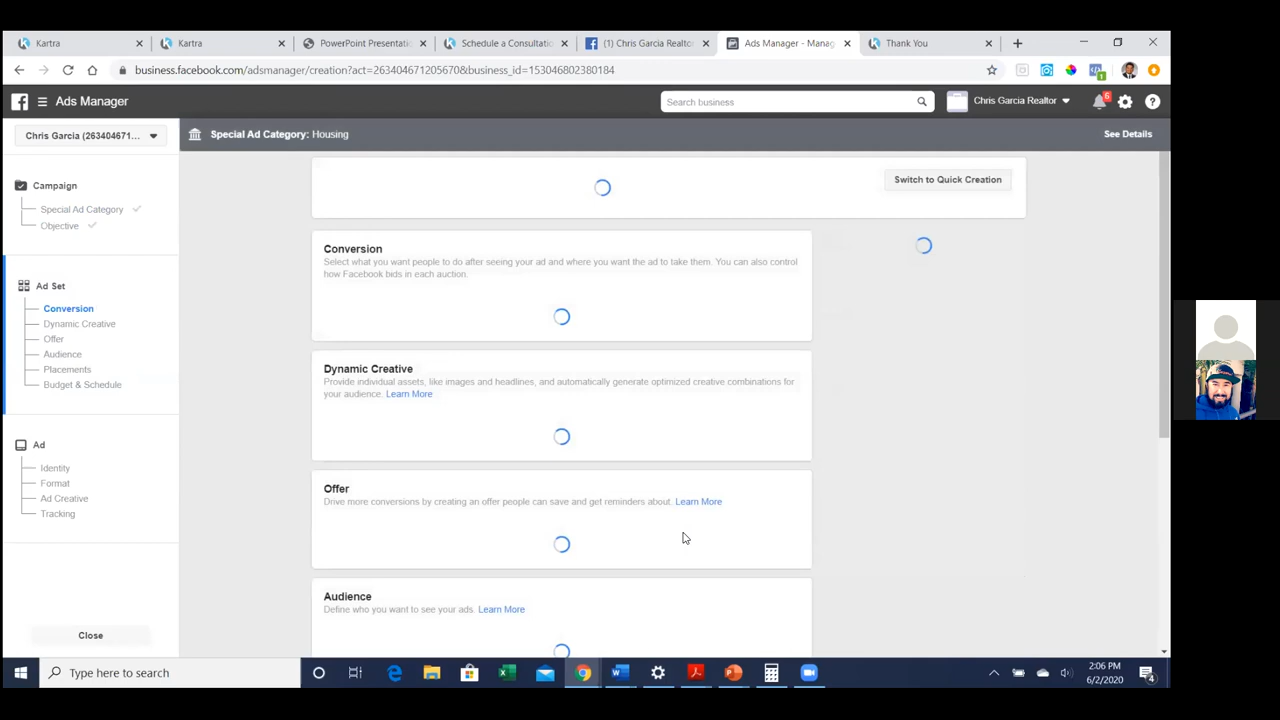 Kartra
Kartra
PowerPoint Presentatio
Schedule a Consultatio
(1) Chris Garcia Realtor
Ads Manager - Manag
Thank You
business.facebook.com/adsmanager/creation?act=263404671205670&business_id=153046802380184
1
Ads Manager
Search business
Chris Garcia Realtor
6
Chris Garcia (263404671...
Special Ad Category: Housing
See Details
Campaign
Special Ad Category
Objective
Ad Set
Conversion
Dynamic Creative
Offer
Audience
Placements
Budget & Schedule
Ad
Identity
Format
Ad Creative
Tracking
Close
Switch to Quick Creation
Conversion
Select what you want people to do after seeing your ad and where you want the ad to take them. You can also control
how Facebook bids in each auction.
Dynamic Creative
Provide individual assets, like images and headlines, and automatically generate optimized creative combinations for
your audience. Learn More
Offer
Drive more conversions by creating an offer people can save and get reminders about. Learn More
Audience
Define who you want to see your ads. Learn More
Type here to search
2:06 PM
6/2/2020
4